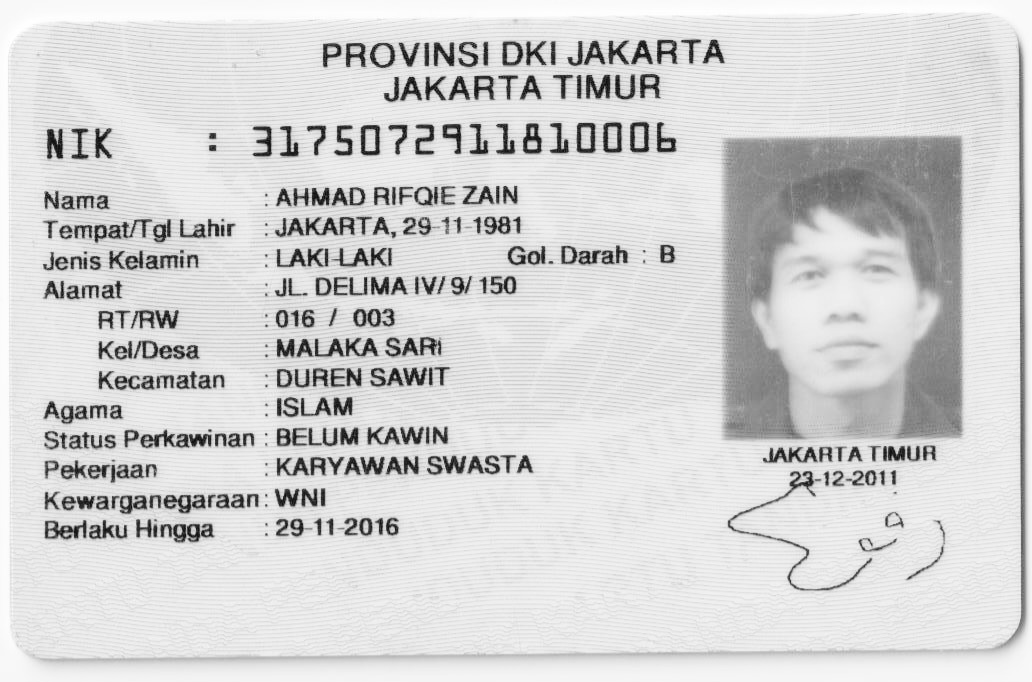 PROVINSI DKI JAKARTA
JAKARTA TIMUR
NIK : 3175072911810006
Nama : AHMAD RIFQIE ZAIN
Tempat/Tgl Lahir : JAKARTA, 29-11-1981
Jenis Kelamin : LAKI-LAKI Gol. Darah : B
Alamat : JL. DELIMA IV/ 9/ 150
RT/RW : 016 / 003
Kel/Desa : MALAKA SARI
Kecamatan : DUREN SAWIT
Agama : ISLAM
Status Perkawinan : BELUM KAWIN
Pekerjaan : KARYAWAN SWASTA
Kewarganegaraan : WNI
Berlaku Hingga : 29-11-2016
JAKARTA TIMUR
23-12-2011